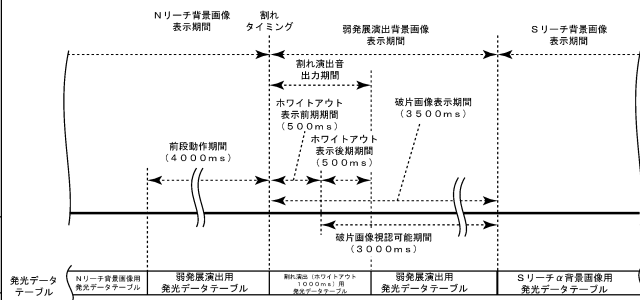 Nリーチ背景画像
表示期間
割れ
タイミング
弱発展演出背景画像
表示期間
Sリーチ背景画像
表示期間
割れ演出音
出力期間
ホワイトアウト
表示前期期間
(500ms)
破片画像表示期間
(3500ms)
ホワイトアウト
表示後期期間
(500ms)
前段動作期間
(4000ms)
破片画像視認可能期間
(3000ms)
発光データ
テーブル
Nリーチ背景画像用
発光データテーブル
弱発展演出用
発光データテーブル
割れ演出(ホワイトアウト
1000ms)用
発光データテーブル
弱発展演出用
発光データテーブル
Sリーチα背景画像用
発光データテーブル